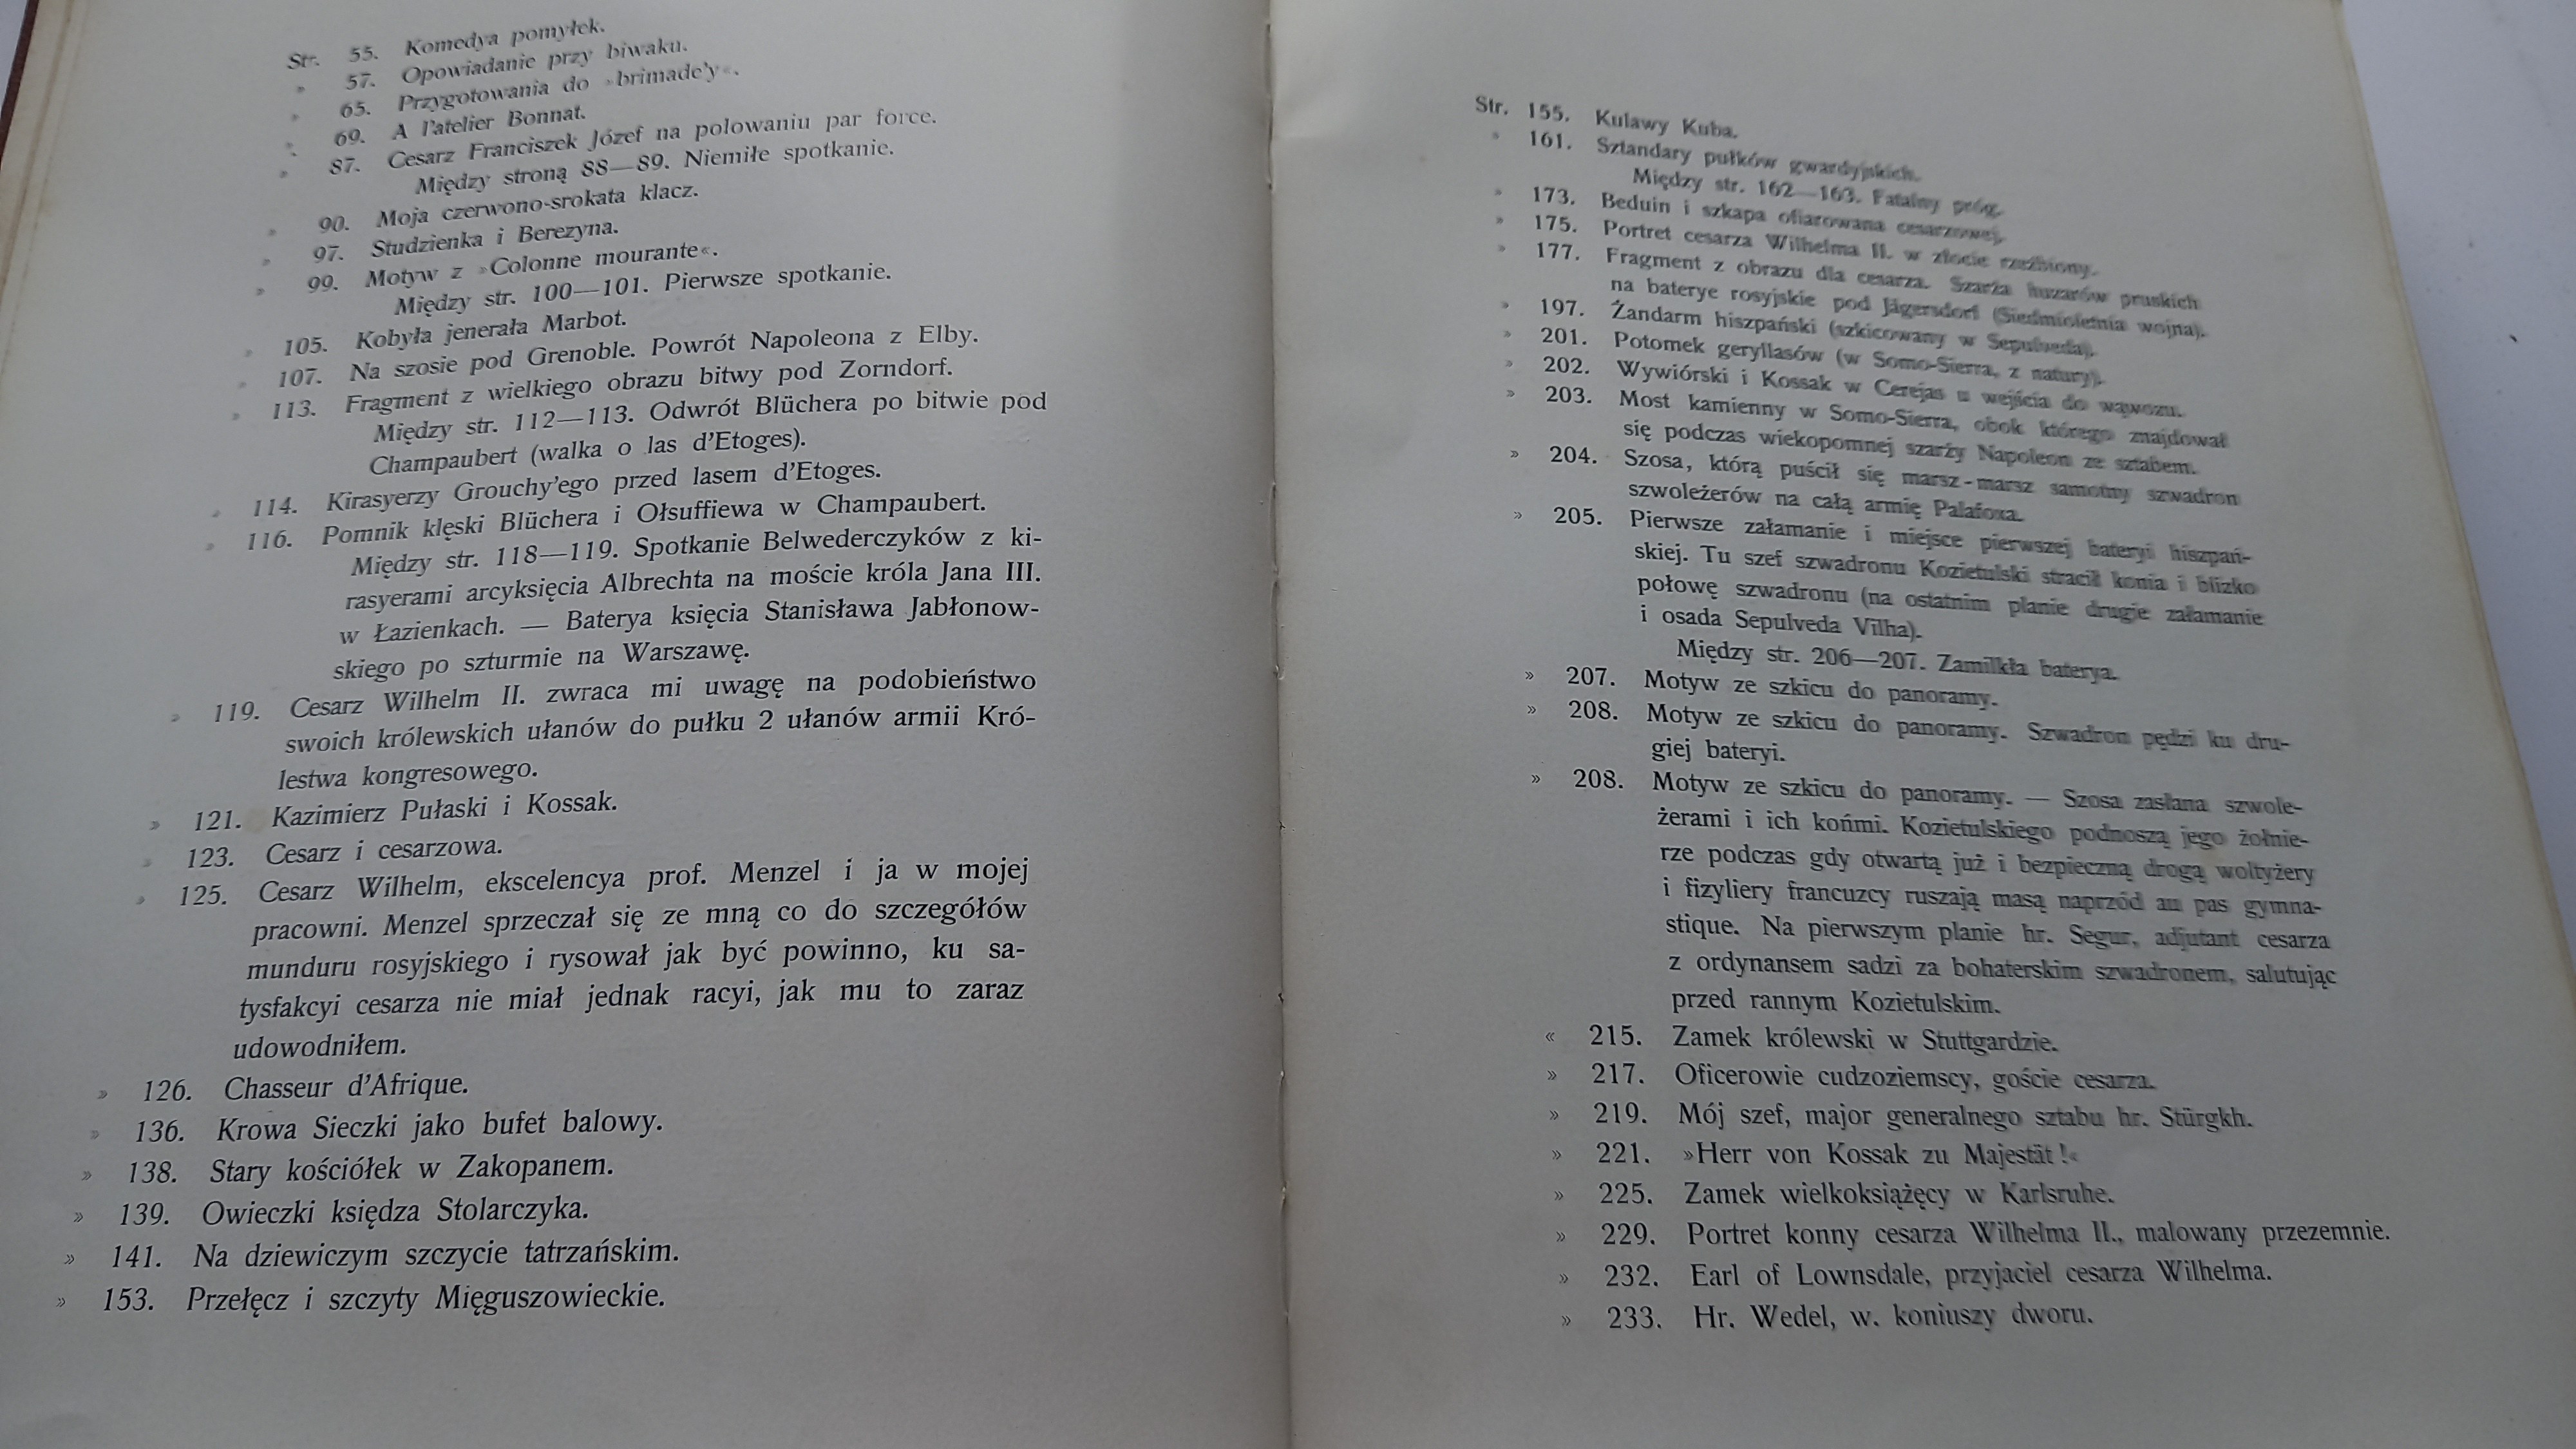 Str. 55. Komedya pomyłek.
» 57. Opowiadanie przy biwaku.
» 65. Przygotowania do »brimade'y«.
» 69. A l'atelier Bonnat.
» 87. Cesarz Franciszek Józef na polowaniu par force.
Między stroną 88—89. Niemiłe spotkanie.
» 90. Moja czerwono-srokata klacz.
» 97. Studzienka i Berezyna.
» 99. Motyw z »Colonne mourante«.
Między str. 100—101. Pierwsze spotkanie.
» 105. Kobyła jenerała Marbot.
» 107. Na szosie pod Grenoble. Powrót Napoleona z Elby.
» 113. Fragment z wielkiego obrazu bitwy pod Zorndorf.
Między str. 112—113. Odwrót Blüchera po bitwie pod
Champaubert (walka o las d'Etoges).
» 114. Kirasyerzy Grouchy'ego przed lasem d'Etoges.
» 116. Pomnik klęski Blüchera i Ołsuffiewa w Champaubert.
Między str. 118—119. Spotkanie Belwederczyków z ki-
rasyerami arcyksięcia Albrechta na moście króla Jana III.
w Łazienkach. — Baterya księcia Stanisława Jabłonow-
skiego po szturmie na Warszawę.
» 119. Cesarz Wilhelm II. zwraca mi uwagę na podobieństwo
swoich królewskich ułanów do pułku 2 ułanów armii Kró-
lestwa kongresowego.
» 121. Kazimierz Pułaski i Kossak.
» 123. Cesarz i cesarzowa.
» 125. Cesarz Wilhelm, ekscelencya prof. Menzel i ja w mojej
pracowni. Menzel sprzeczał się ze mną co do szczegółów
munduru rosyjskiego i rysował jak być powinno, ku sa-
tysfakcyi cesarza nie miał jednak racyi, jak mu to zaraz
udowodniłem.
» 126. Chasseur d'Afrique.
» 136. Krowa Sieczki jako bufet balowy.
» 138. Stary kościółek w Zakopanem.
» 139. Owieczki księdza Stolarczyka.
» 141. Na dziewiczym szczycie tatrzańskim.
» 153. Przełęcz i szczyty Mięguszowieckie.
Str. 155. Kulawy Kuba.
» 161. Sztandary pułków gwardyjskich.
Między str. 162—163. Fatalny próg.
» 173. Beduin i szkapa ofiarowana cesarzowej.
» 175. Portret cesarza Wilhelma II. w złocie rzeźbiony.
» 177. Fragment z obrazu dla cesarza. Szarża huzarów pruskich
na baterye rosyjskie pod Jägersdorf (Siedmioletnia wojna).
» 197. Żandarm hiszpański (szkicowany w Sepulveda).
» 201. Potomek geryllasów (w Somo-Sierra, z natury).
» 202. Wywiórski i Kossak w Cerejas u wejścia do wąwozu.
» 203. Most kamienny w Somo-Sierra, obok którego znajdował
się podczas wiekopomnej szarży Napoleon ze sztabem.
» 204. Szosa, którą puścił się marsz-marsz samotny szwadron
szwoleżerów na całą armię Palafoxa.
» 205. Pierwsze załamanie i miejsce pierwszej bateryi hiszpań-
skiej. Tu szef szwadronu Kozietulski stracił konia i blizko
połowę szwadronu (na ostatnim planie drugie załamanie
i osada Sepulveda Vilha).
Między str. 206—207. Zamilkła baterya.
» 207. Motyw ze szkicu do panoramy.
» 208. Motyw ze szkicu do panoramy. Szwadron pędzi ku dru-
giej bateryi.
» 208. Motyw ze szkicu do panoramy. — Szosa zasłana szwole-
żerami i ich końmi. Kozietulskiego podnoszą jego żołnie-
rze podczas gdy otwartą już i bezpieczną drogą woltyżery
i fizyliery francuzcy ruszają masą naprzód au pas gymna-
stique. Na pierwszym planie hr. Segur, adjutant cesarza
z ordynansem sadzi za bohaterskim szwadronem, salutując
przed rannym Kozietulskim.
« 215. Zamek królewski w Stuttgardzie.
» 217. Oficerowie cudzoziemscy, goście cesarza.
» 219. Mój szef, major generalnego sztabu hr. Stürgkh.
» 221. »Herr von Kossak zu Majestät!«
» 225. Zamek wielkoksiążęcy w Karlsruhe.
» 229. Portret konny cesarza Wilhelma II., malowany przezemnie.
» 232. Earl of Lownsdale, przyjaciel cesarza Wilhelma.
» 233. Hr. Wedel, w. koniuszy dworu.